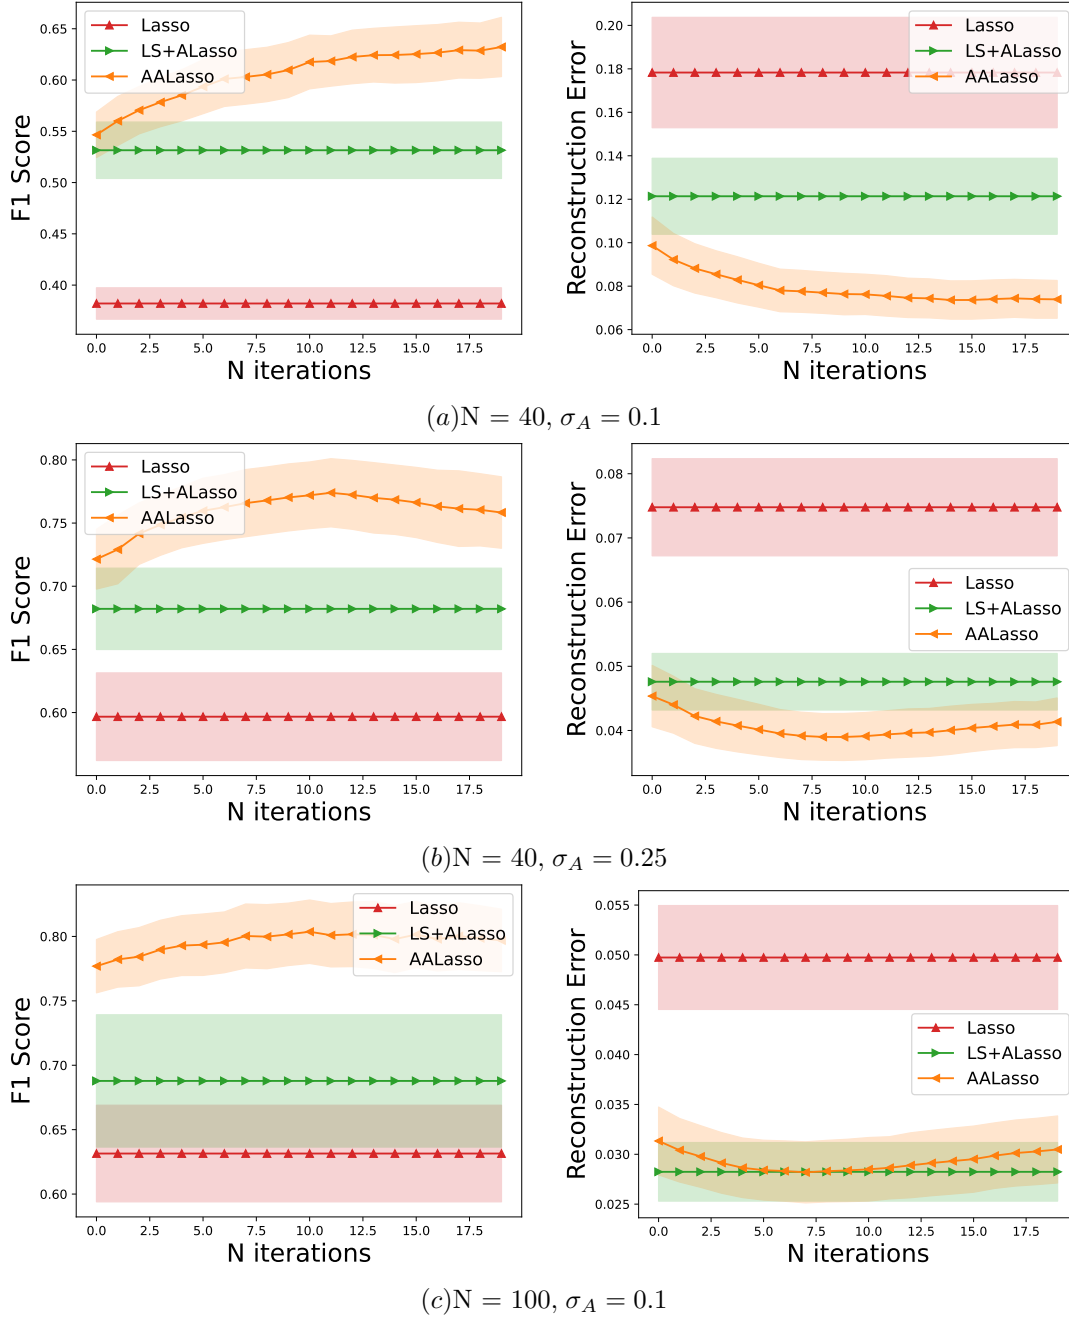 Lasso
LS+ALasso
AALasso
F1 Score
0.65
0.60
0.55
0.50
0.45
0.40
0.0 2.5 5.0 7.5 10.0 12.5 15.0 17.5
N iterations
Lasso
LS+ALasso
AALasso
Reconstruction Error
0.20
0.18
0.16
0.14
0.12
0.10
0.08
0.06
0.0 2.5 5.0 7.5 10.0 12.5 15.0 17.5
N iterations
(a)N = 40, σ_A = 0.1
Lasso
LS+ALasso
AALasso
F1 Score
0.80
0.75
0.70
0.65
0.60
0.0 2.5 5.0 7.5 10.0 12.5 15.0 17.5
N iterations
Lasso
LS+ALasso
AALasso
Reconstruction Error
0.08
0.07
0.06
0.05
0.04
0.0 2.5 5.0 7.5 10.0 12.5 15.0 17.5
N iterations
(b)N = 40, σ_A = 0.25
Lasso
LS+ALasso
AALasso
F1 Score
0.80
0.75
0.70
0.65
0.60
0.0 2.5 5.0 7.5 10.0 12.5 15.0 17.5
N iterations
Lasso
LS+ALasso
AALasso
Reconstruction Error
0.055
0.050
0.045
0.040
0.035
0.030
0.025
0.0 2.5 5.0 7.5 10.0 12.5 15.0 17.5
N iterations
(c)N = 100, σ_A = 0.1